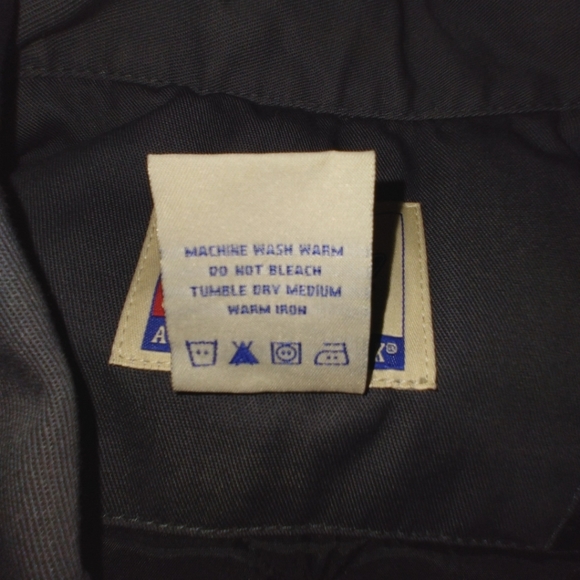 MACHINE WASH WARM
DO NOT BLEACH
TUMBLE DRY MEDIUM
WARM IRON
A K®